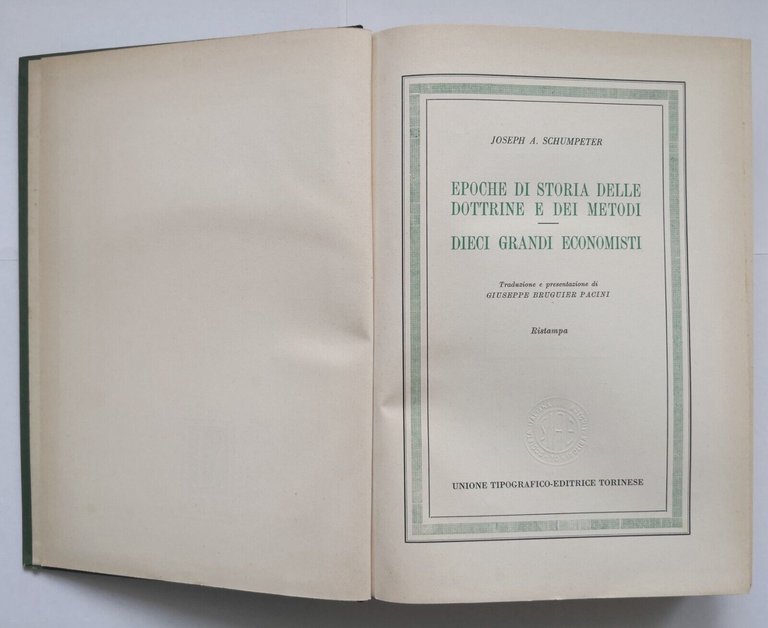 JOSEPH A. SCHUMPETER
EPOCHE DI STORIA DELLE
DOTTRINE E DEI METODI
DIECI GRANDI ECONOMISTI
Traduzione e presentazione di
GIUSEPPE BRUGUIER PACINI
Ristampa
UNIONE TIPOGRAFICO-EDITRICE TORINESE